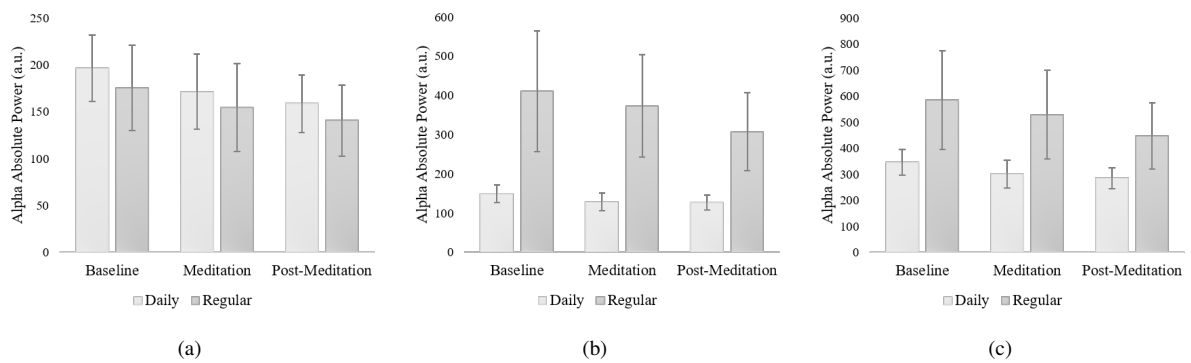 Alpha Absolute Power (a.u.)
250
200
150
100
50
0
Baseline Meditation Post-Meditation
Daily Regular
(a)
Alpha Absolute Power (a.u.)
600
500
400
300
200
100
0
Baseline Meditation Post-Meditation
Daily Regular
(b)
Alpha Absolute Power (a.u.)
900
800
700
600
500
400
300
200
100
0
Baseline Meditation Post-Meditation
Daily Regular
(c)